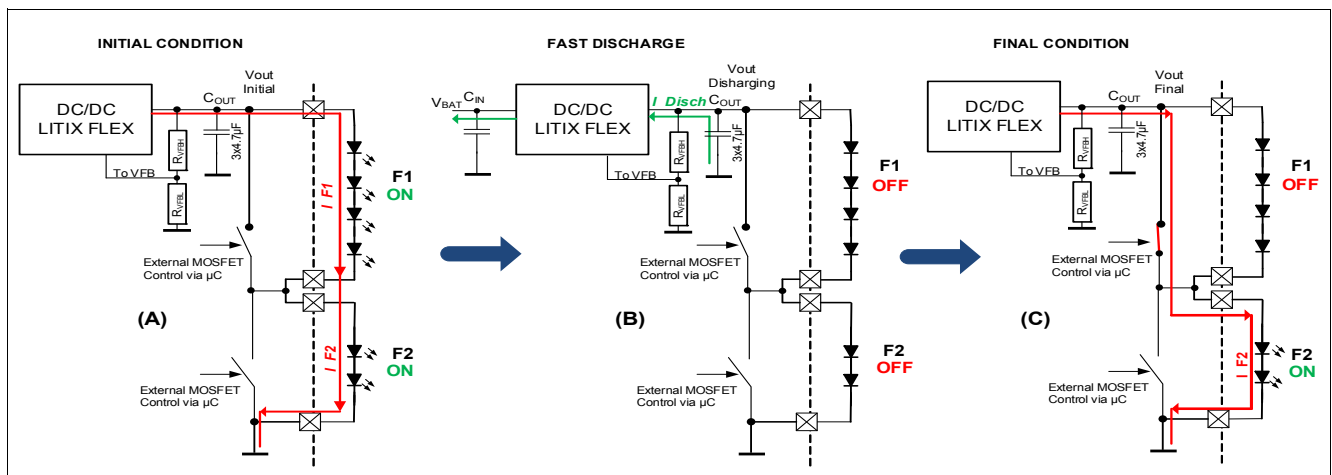 INITIAL CONDITION
DC/DC
LITIX FLEX
Vout
Initial
COUT
3x4.7µF
RVFBH
To VFB
RVFBL
I F1
F1
ON
External MOSFET
Control via µC
(A)
I F2
F2
ON
External MOSFET
Control via µC
FAST DISCHARGE
VBAT
CIN
DC/DC
LITIX FLEX
I Disch
Vout
Disharging
COUT
3x4.7µF
RVFBH
To VFB
RVFBL
F1
OFF
External MOSFET
Control via µC
(B)
F2
OFF
External MOSFET
Control via µC
FINAL CONDITION
DC/DC
LITIX FLEX
Vout
Final
COUT
3x4.7µF
RVFBH
To VFB
RVFBL
F1
OFF
External MOSFET
Control via µC
(C)
I F2
F2
ON
External MOSFET
Control via µC